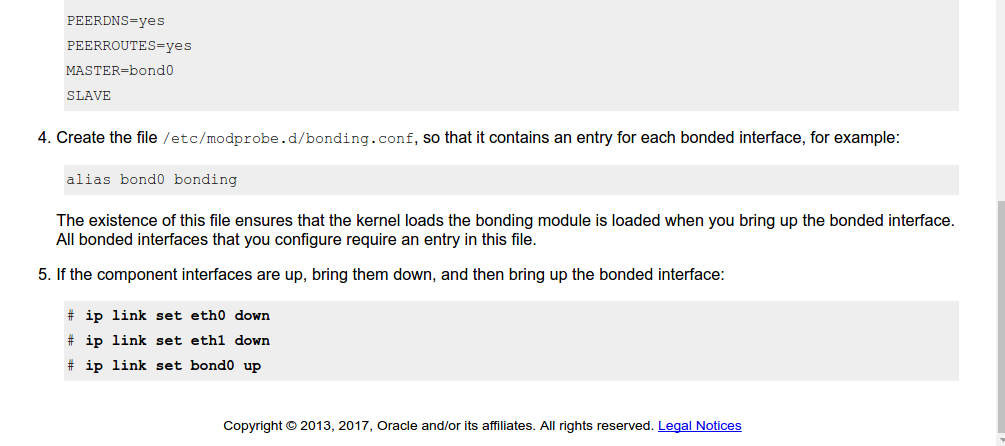 PEERDNS=yes
PEERROUTES=yes
MASTER=bond0
SLAVE
4. Create the file /etc/modprobe.d/bonding.conf, so that it contains an entry for each bonded interface, for example:
alias bond0 bonding
The existence of this file ensures that the kernel loads the bonding module is loaded when you bring up the bonded interface.
All bonded interfaces that you configure require an entry in this file.
5. If the component interfaces are up, bring them down, and then bring up the bonded interface:
# ip link set eth0 down
# ip link set eth1 down
# ip link set bond0 up
Copyright © 2013, 2017, Oracle and/or its affiliates. All rights reserved. Legal Notices